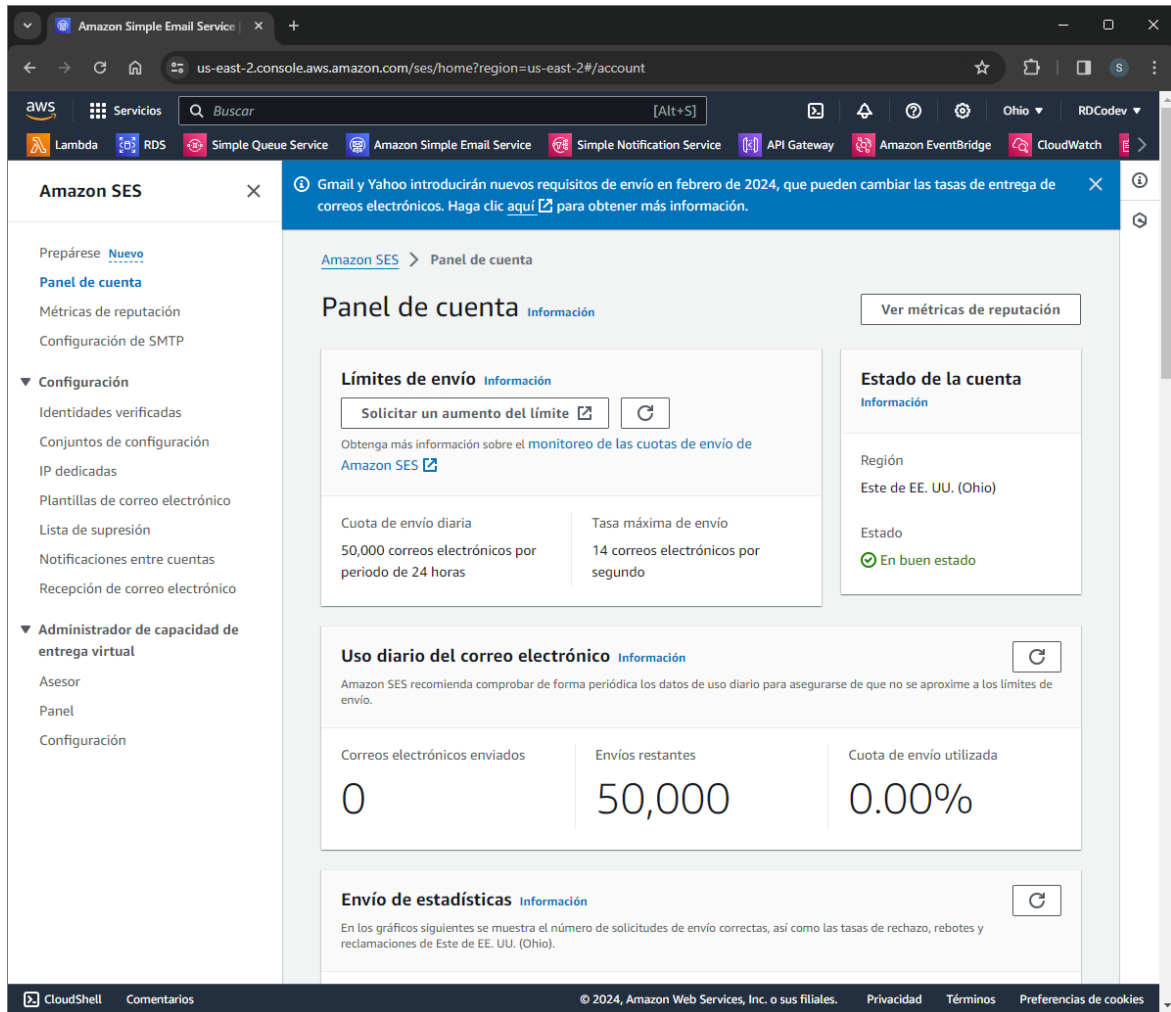 Amazon Simple Email Service |
us-east-2.console.aws.amazon.com/ses/home?region=us-east-2#/account
S
aws
Servicios
Buscar
[Alt+S]
Ohio
RDCodev
Lambda
RDS
Simple Queue Service
Amazon Simple Email Service
Simple Notification Service
API Gateway
Amazon EventBridge
CloudWatch
Amazon SES
Prepárese Nuevo
Panel de cuenta
Métricas de reputación
Configuración de SMTP
Configuración
Identidades verificadas
Conjuntos de configuración
IP dedicadas
Plantillas de correo electrónico
Lista de supresión
Notificaciones entre cuentas
Recepción de correo electrónico
Administrador de capacidad de
entrega virtual
Asesor
Panel
Configuración
Gmail y Yahoo introducirán nuevos requisitos de envío en febrero de 2024, que pueden cambiar las tasas de entrega de
correos electrónicos. Haga clic aquí para obtener más información.
Amazon SES > Panel de cuenta
Panel de cuenta Información
Ver métricas de reputación
Límites de envío Información
Solicitar un aumento del límite
Obtenga más información sobre el monitoreo de las cuotas de envío de
Amazon SES
Cuota de envío diaria
50,000 correos electrónicos por
periodo de 24 horas
Tasa máxima de envío
14 correos electrónicos por
segundo
Estado de la cuenta
Información
Región
Este de EE. UU. (Ohio)
Estado
En buen estado
Uso diario del correo electrónico Información
Amazon SES recomienda comprobar de forma periódica los datos de uso diario para asegurarse de que no se aproxime a los límites de
envío.
Correos electrónicos enviados
0
Envíos restantes
50,000
Cuota de envío utilizada
0.00%
Envío de estadísticas Información
En los gráficos siguientes se muestra el número de solicitudes de envío correctas, así como las tasas de rechazo, rebotes y
reclamaciones de Este de EE. UU. (Ohio).
CloudShell
Comentarios
© 2024, Amazon Web Services, Inc. o sus filiales.
Privacidad
Términos
Preferencias de cookies